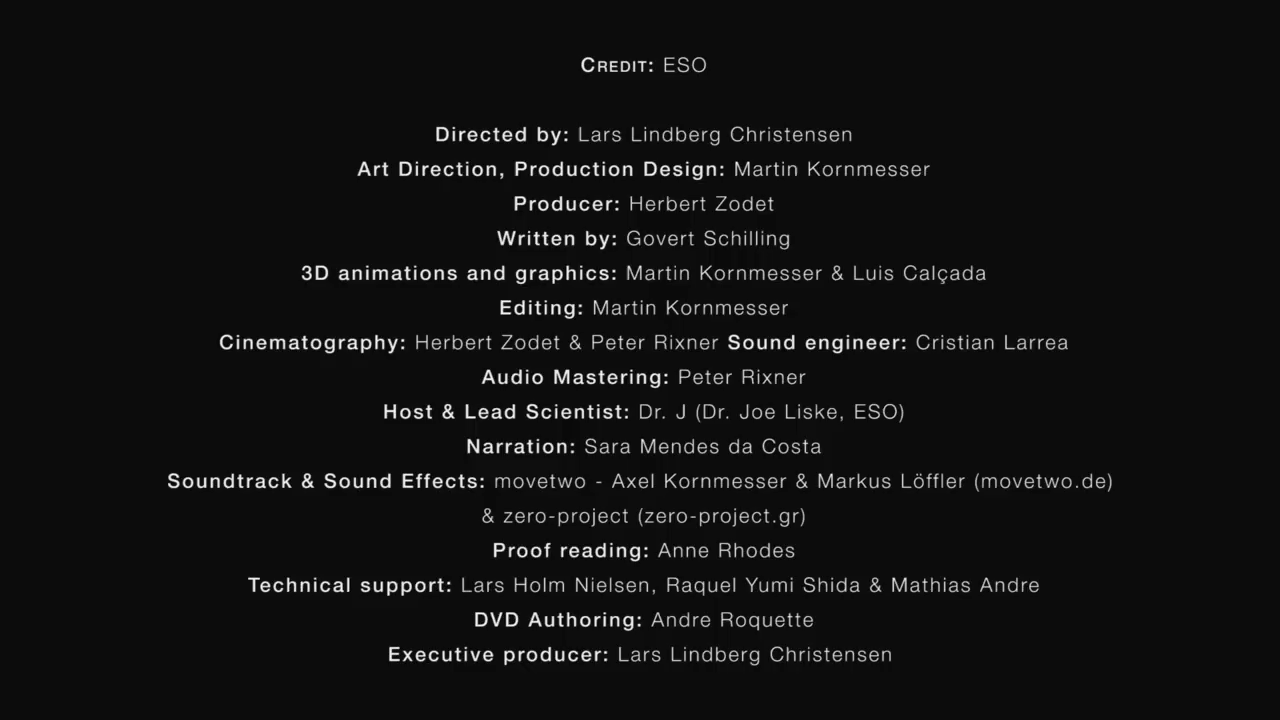 CREDIT: ESO
Directed by: Lars Lindberg Christensen
Art Direction, Production Design: Martin Kornmesser
Producer: Herbert Zodet
Written by: Govert Schilling
3D animations and graphics: Martin Kornmesser & Luis Calçada
Editing: Martin Kornmesser
Cinematography: Herbert Zodet & Peter Rixner Sound engineer: Cristian Larrea
Audio Mastering: Peter Rixner
Host & Lead Scientist: Dr. J (Dr. Joe Liske, ESO)
Narration: Sara Mendes da Costa
Soundtrack & Sound Effects: movetwo - Axel Kornmesser & Markus Löffler (movetwo.de)
& zero-project (zero-project.gr)
Proof reading: Anne Rhodes
Technical support: Lars Holm Nielsen, Raquel Yumi Shida & Mathias Andre
DVD Authoring: Andre Roquette
Executive producer: Lars Lindberg Christensen